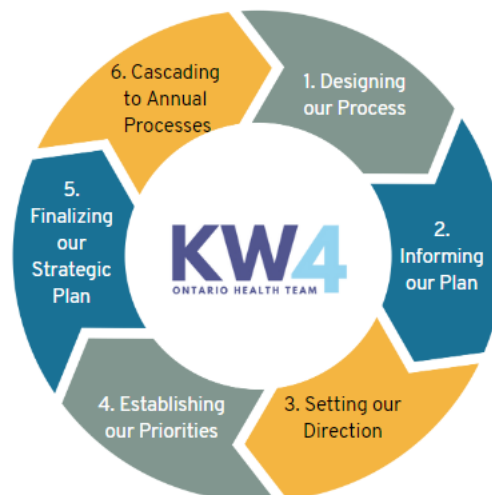 1. Designing
our Process
2.
Informing
our Plan
3. Setting our
Direction
4. Establishing
our Priorities
5.
Finalizing
our
Strategic
Plan
6. Cascading
to Annual
Processes
KW4
ONTARIO HEALTH TEAM